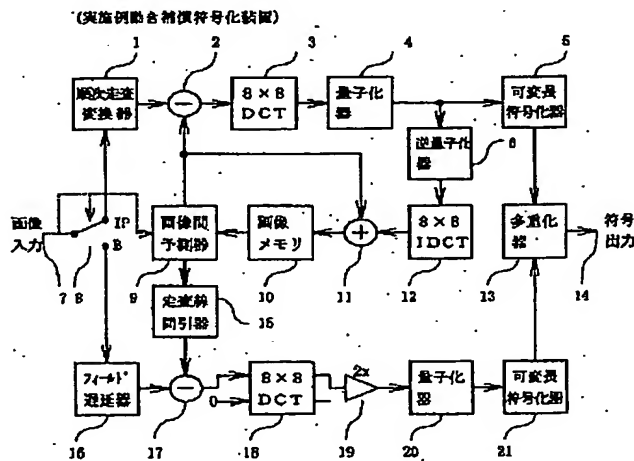 (実施例動き補償符号化装置)
1
2
3
4
5
順次走査
変換器
−
8×8
DCT
量子化
器
可変長
符号化器
逆量子化
器
6
画像
入力
IP
B
画像間
予測器
画像
メモリ
+
8×8
IDCT
多重化
器
符号
出力
7
8
9
10
11
12
13
14
走査線
間引器
15
フィールド
遅延器
−
0
8×8
DCT
2x
量子化
器
可変長
符号化器
16
17
18
19
20
21